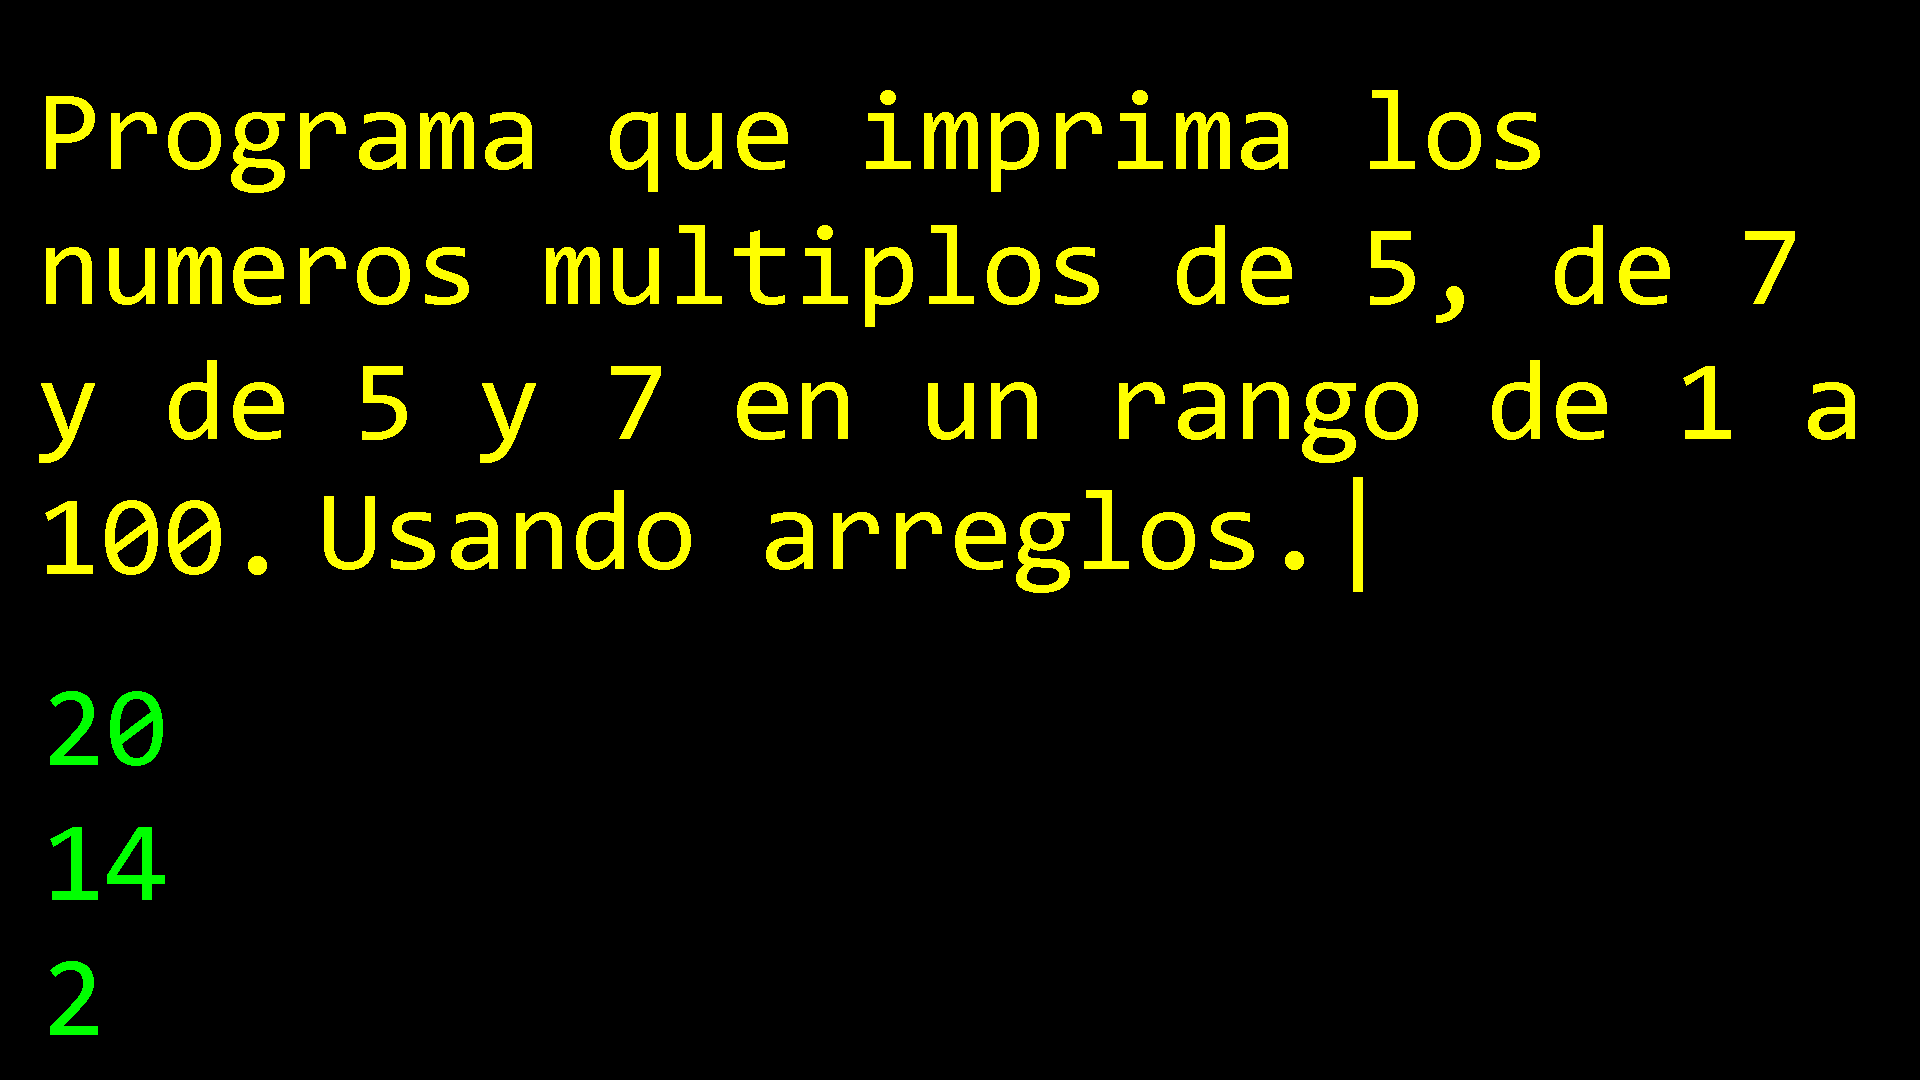 Programa que imprima los
numeros multiplos de 5, de 7
y de 5 y 7 en un rango de 1 a
100. Usando arreglos.|
20
14
2